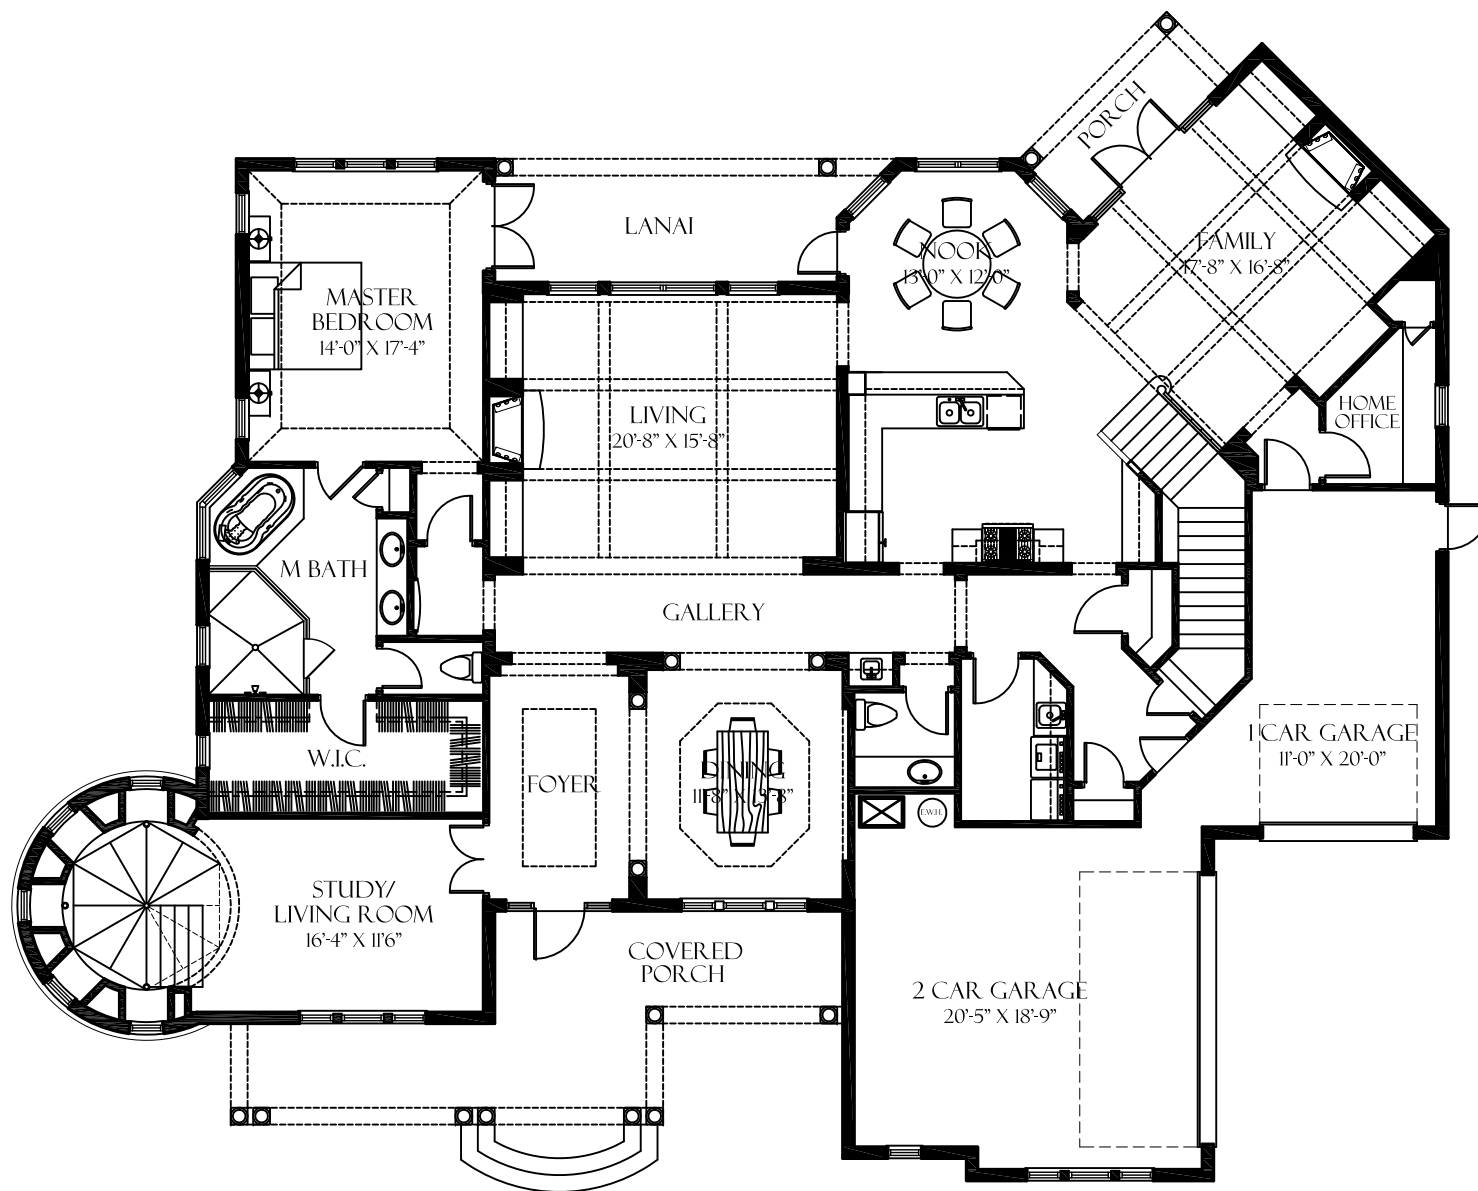 PORCH
LANAI
NOOK
13'-0" X 12'-0"
FAMILY
17'-8" X 16'-8"
MASTER
BEDROOM
14'-0" X 17'-4"
LIVING
20'-8" X 15'-8"
HOME
OFFICE
M BATH
GALLERY
W.I.C.
FOYER
DINING
1 CAR GARAGE
11'-0" X 20'-0"
E.W.H.
STUDY/
LIVING ROOM
16'-4" X 11'6"
COVERED
PORCH
2 CAR GARAGE
20'-5" X 18'-9"